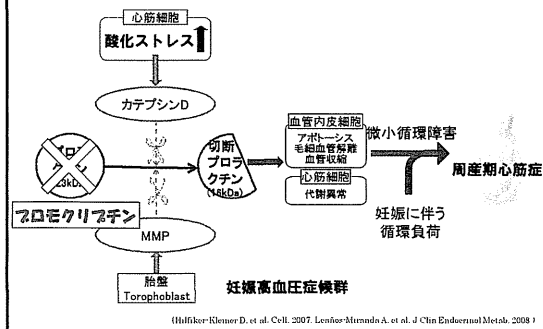 心筋細胞
酸化ストレス
カテプシンD
切断
プロラ
クチン
(16kDa)
ブロモクリプチン
MMP
胎盤
Torophoblast
血管内皮細胞
アポトーシス
毛細血管解離
血管収縮
心筋細胞
代謝異常
微小循環障害
周産期心筋症
妊娠に伴う
循環負荷
妊娠高血圧症候群
(Hilfiker-Kleiner D. et al. Cell. 2007. Leaños-Miranda A. et al. J Clin Endocrinol Metab. 2008)